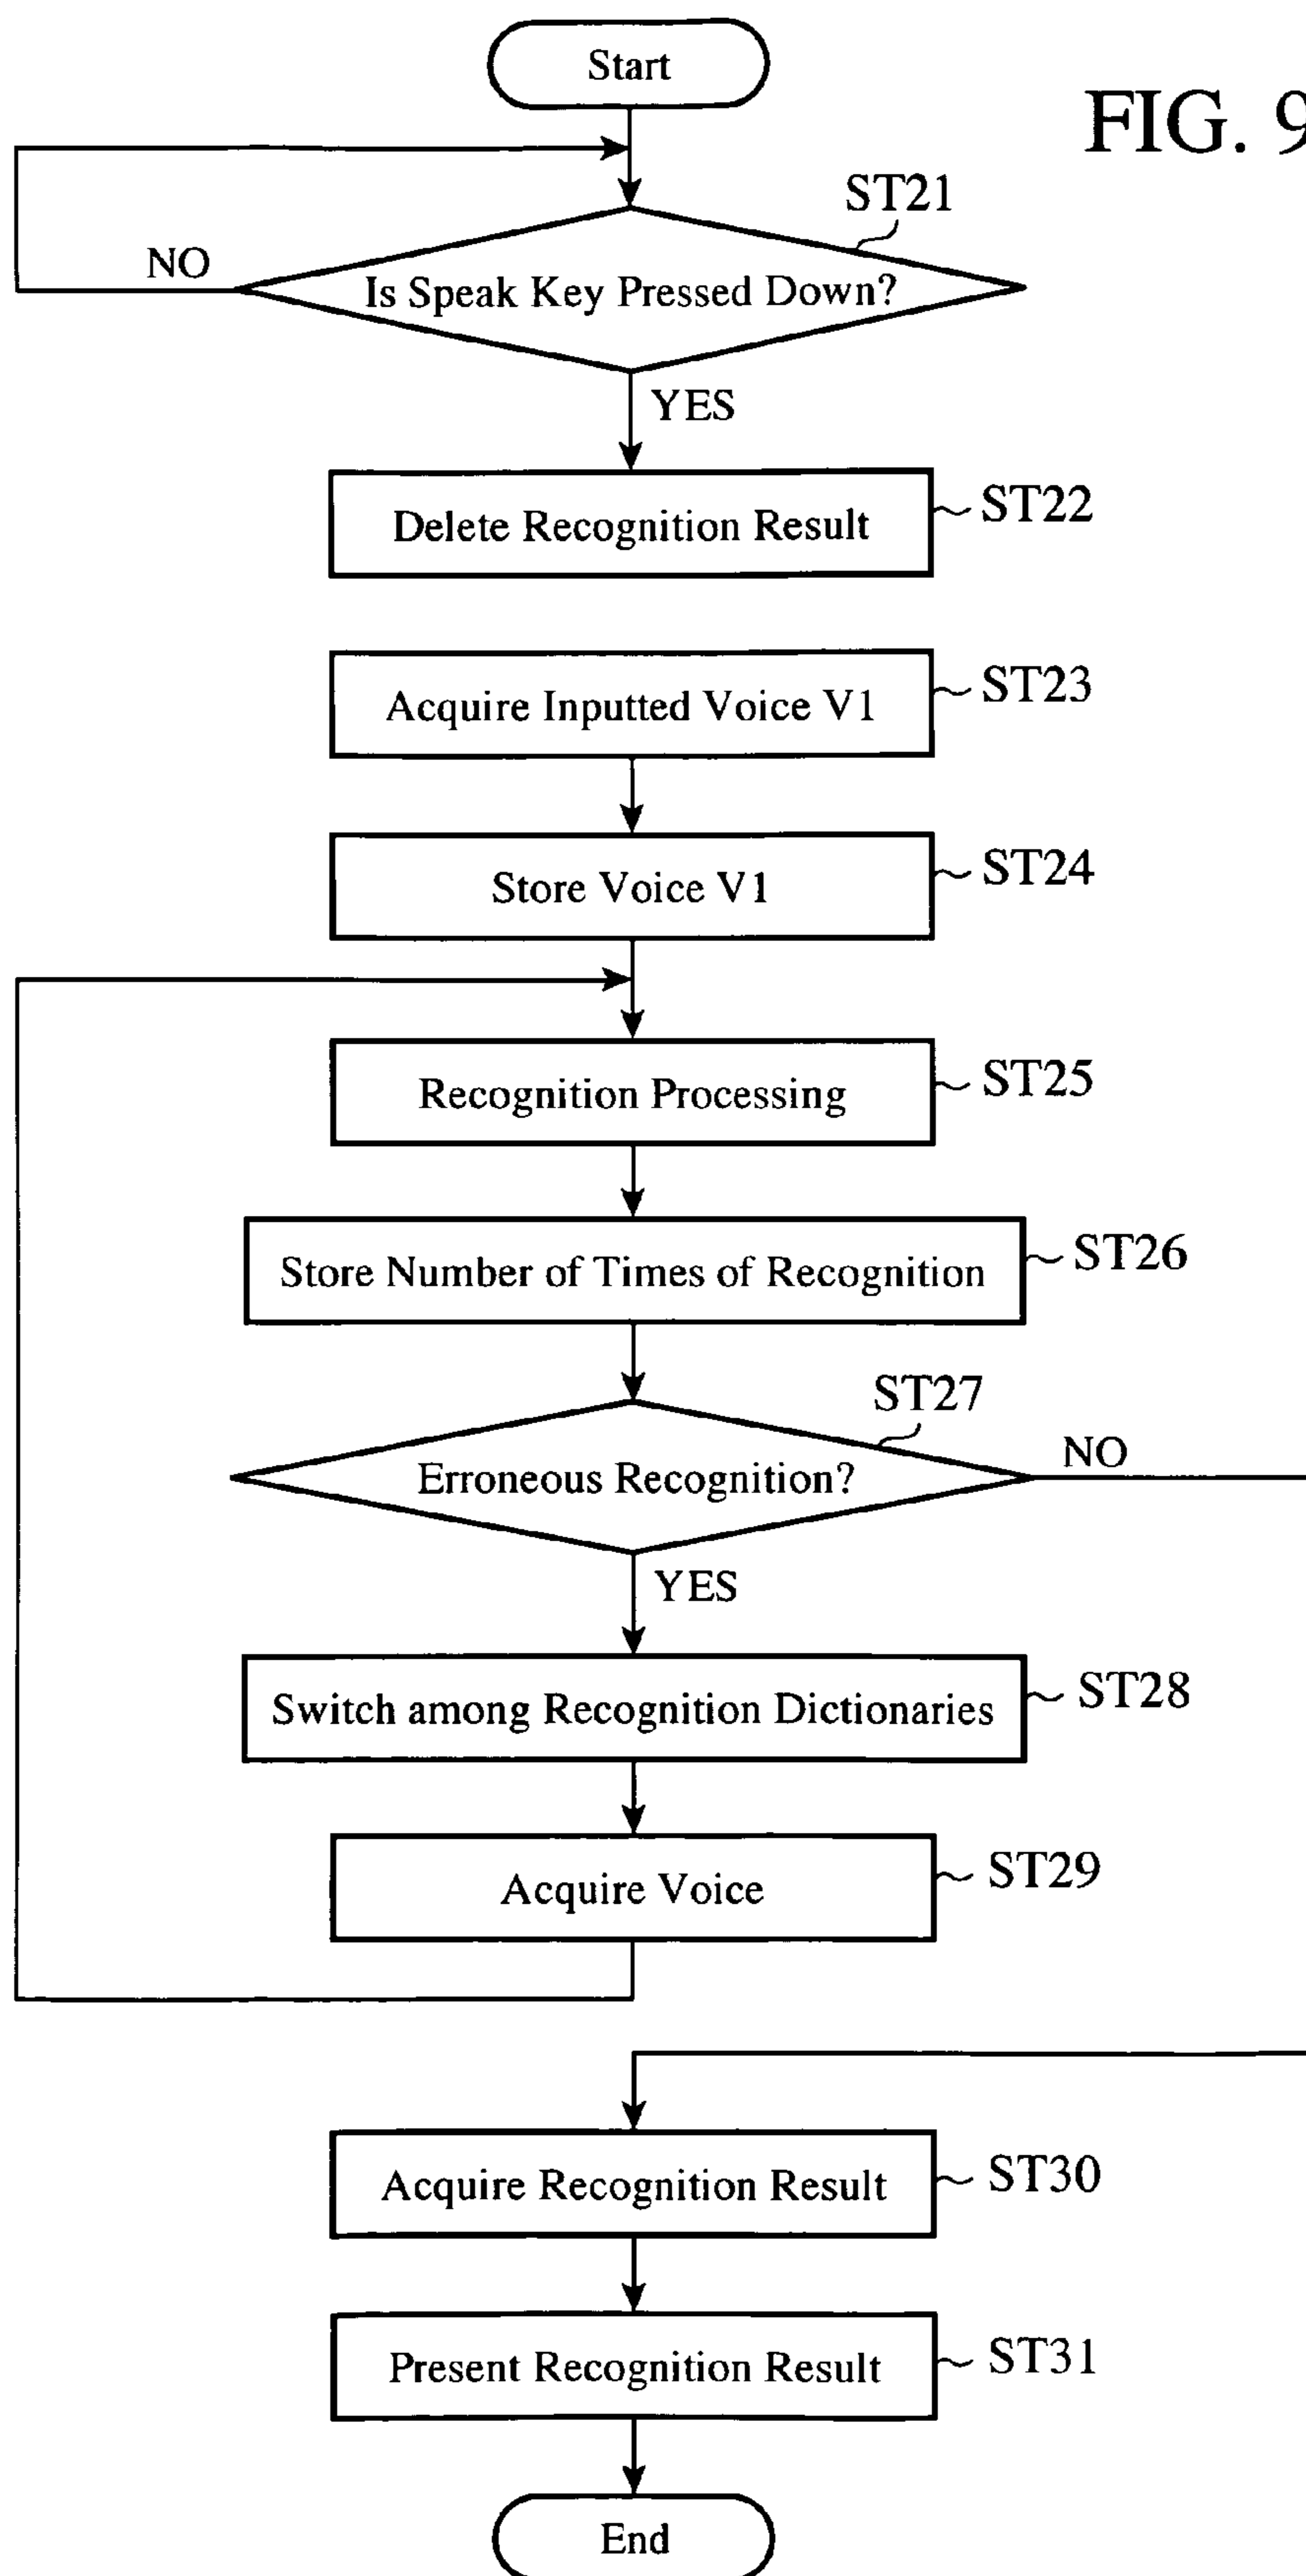 Start
FIG. 9
ST21
NO
Is Speak Key Pressed Down?
YES
Delete Recognition Result
ST22
Acquire Inputted Voice V1
ST23
Store Voice V1
ST24
Recognition Processing
ST25
Store Number of Times of Recognition
ST26
ST27
Erroneous Recognition?
NO
YES
Switch among Recognition Dictionaries
ST28
Acquire Voice
ST29
Acquire Recognition Result
ST30
Present Recognition Result
ST31
End